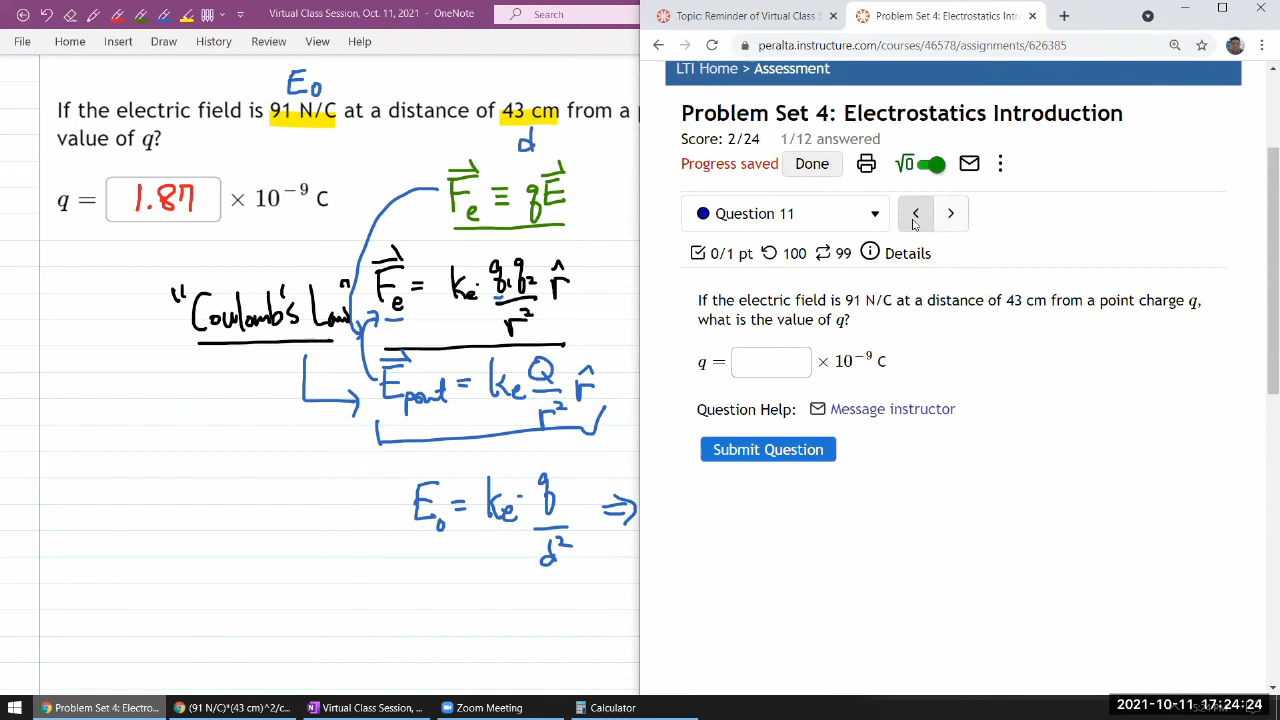 Virtual Class Session, Oct. 11, 2021 - OneNote
Search
File Home Insert Draw History Review View Help
E₀
If the electric field is 91 N/C at a distance of 43 cm from a p
value of q?
d
q = 1.87 × 10⁻⁹ C
F⃗e ≡ qE⃗
"Coulomb's Law" F⃗e = ke · q₁q₂/r² r̂
E⃗point = ke Q/r² r̂
E₀ = ke · q/d² ⇒
Topic: Reminder of Virtual Class S
Problem Set 4: Electrostatics Intr
peralta.instructure.com/courses/46578/assignments/626385
LTI Home > Assessment
Problem Set 4: Electrostatics Introduction
Score: 2/24 1/12 answered
Progress saved Done √0
Question 11 < >
0/1 pt 100 99 Details
If the electric field is 91 N/C at a distance of 43 cm from a point charge q,
what is the value of q?
q = × 10⁻⁹ C
Question Help: Message instructor
Submit Question
Problem Set 4: Electro... (91 N/C)*(43 cm)^2/c... Virtual Class Session, ... Zoom Meeting Calculator
2021-10-11 17:24:24